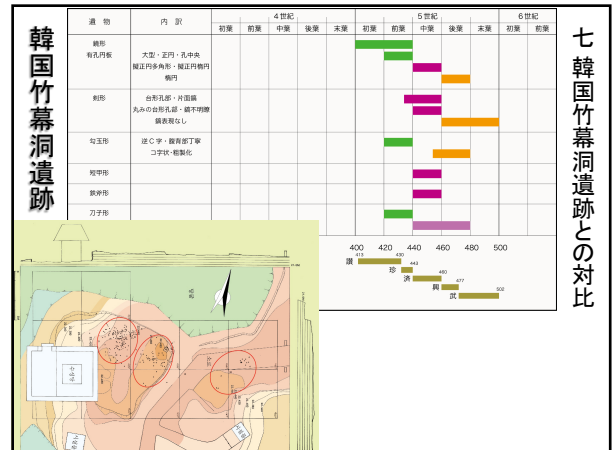 七 韓国竹幕洞遺跡との対比
韓国竹幕洞遺跡
遺物 内訳 4世紀 5世紀 6世紀
初葉 前葉 中葉 後葉 末葉 初葉 前葉 中葉 後葉 末葉 初葉 前葉
鏡形
有孔円板 大型・正円・孔中央
擬正円多角形・擬正円楕円
楕円
剣形 台形孔部・片面鎬
丸みの台形孔部・鎬不明瞭
鎬表現なし
勾玉形 逆C字・腹背部丁寧
コ字状・粗製化
短甲形
鉄斧形
刀子形
400 420 440 460 480 500
讃 413 430
珍 443
済 460
興 477
武 502